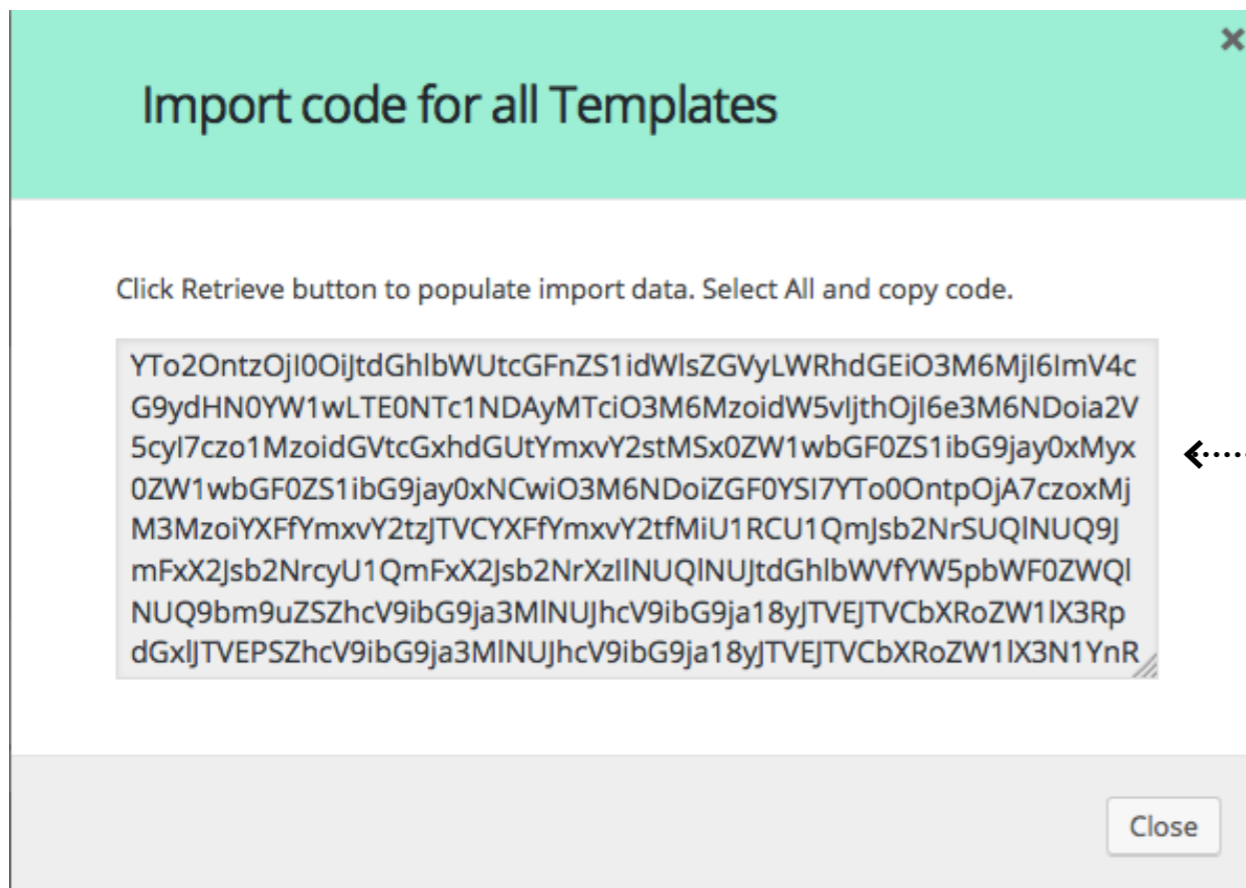 Import code for all Templates
Click Retrieve button to populate import data. Select All and copy code.
YTo2OntzOjI0OiJtdGhlbWUtcGFnZS1idWlsZGVyLWRhdGEiO3M6MjI6ImV4c
G9ydHN0YW1wLTE0NTc1NDAyMTciO3M6MzoidW5vIjthOjI6e3M6NDoia2V
5cyI7czo1MzoidGVtcGxhdGUtYmxvY2stMSx0ZW1wbGF0ZS1ibG9jay0xMyx
0ZW1wbGF0ZS1ibG9jay0xNCwiO3M6NDoiZGF0YSI7YTo0OntpOjA7czoxMj
M3MzoiYXFfYmxvY2tzJTVCYXFfYmxvY2tfMiU1RCU1QmJsb2NrSUQlNUQ9J
mFxX2Jsb2NrcyU1QmFxX2Jsb2NrXzIlNUQlNUJtdGhlbWVfYW5pbWF0ZWQl
NUQ9bm9uZSZhcV9ibG9ja3MlNUJhcV9ibG9ja18yJTVEJTVCbXRoZW1lX3Rp
dGxlJTVEPSZhcV9ibG9ja3MlNUJhcV9ibG9ja18yJTVEJTVCbXRoZW1lX3N1YnR
Close